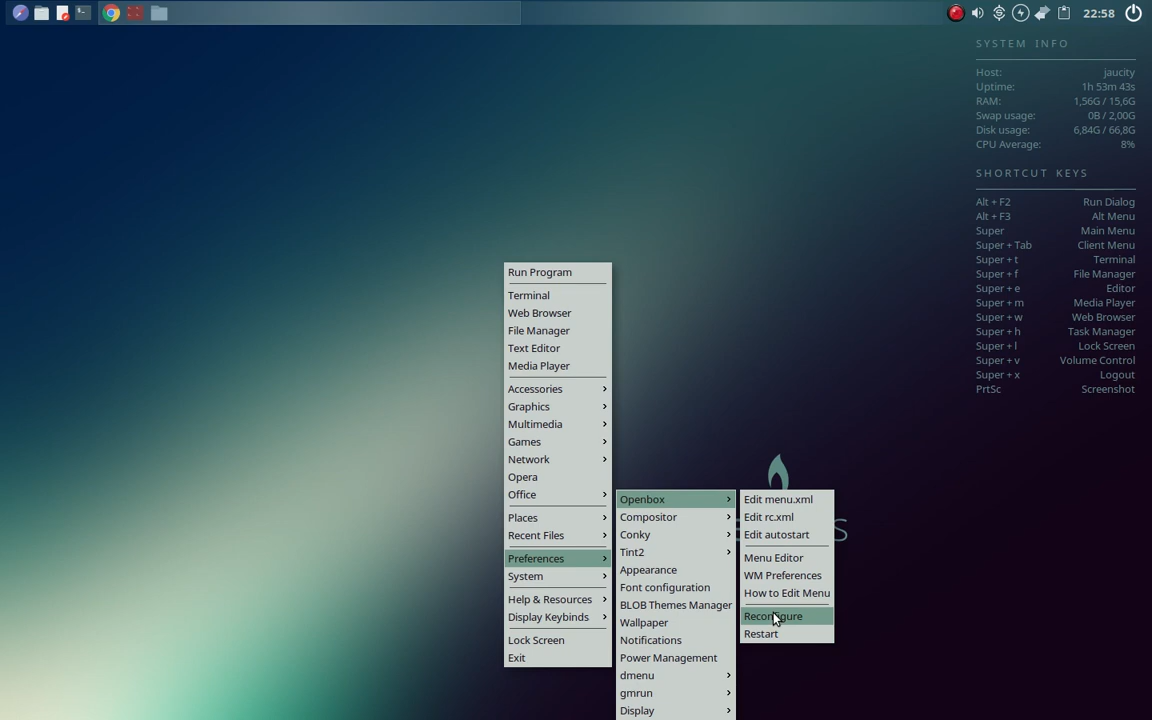 22:58
SYSTEM INFO
Host: jaucity
Uptime: 1h 53m 43s
RAM: 1,56G / 15,6G
Swap usage: 0B / 2,00G
Disk usage: 6,84G / 66,8G
CPU Average: 8%
SHORTCUT KEYS
Alt + F2 Run Dialog
Alt + F3 Alt Menu
Super Main Menu
Super + Tab Client Menu
Super + t Terminal
Super + f File Manager
Super + e Editor
Super + m Media Player
Super + w Web Browser
Super + h Task Manager
Super + l Lock Screen
Super + v Volume Control
Super + x Logout
PrtSc Screenshot
Run Program
Terminal
Web Browser
File Manager
Text Editor
Media Player
Accessories
Graphics
Multimedia
Games
Network
Opera
Office
Places
Recent Files
Preferences
System
Help & Resources
Display Keybinds
Lock Screen
Exit
Openbox
Compositor
Conky
Tint2
Appearance
Font configuration
BLOB Themes Manager
Wallpaper
Notifications
Power Management
dmenu
gmrun
Display
Edit menu.xml
Edit rc.xml
Edit autostart
Menu Editor
WM Preferences
How to Edit Menu
Reconfigure
Restart